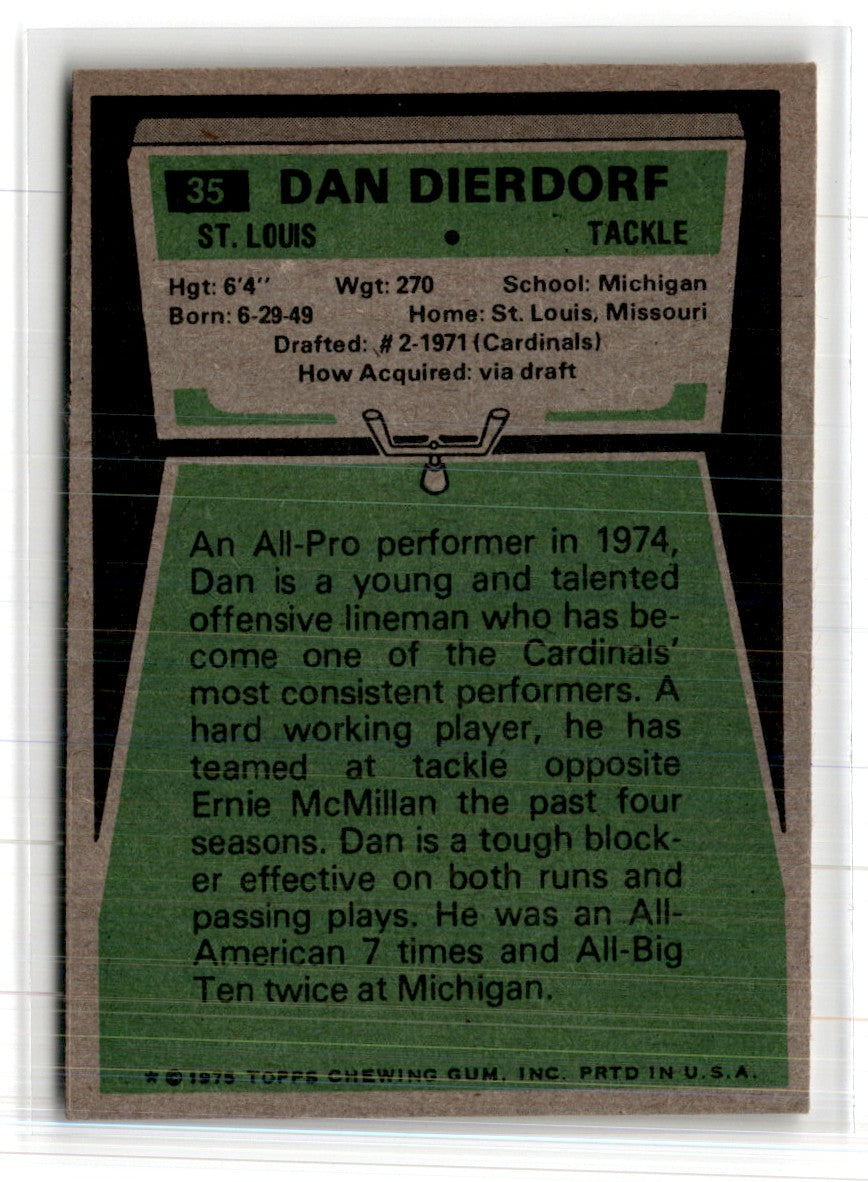 35 DAN DIERDORF
ST. LOUIS • TACKLE
Hgt: 6'4" Wgt: 270 School: Michigan
Born: 6-29-49 Home: St. Louis, Missouri
Drafted: #2-1971 (Cardinals)
How Acquired: via draft
An All-Pro performer in 1974,
Dan is a young and talented
offensive lineman who has be-
come one of the Cardinals'
most consistent performers. A
hard working player, he has
teamed at tackle opposite
Ernie McMillan the past four
seasons. Dan is a tough block-
er effective on both runs and
passing plays. He was an All-
American 7 times and All-Big
Ten twice at Michigan.
★ © 1975 TOPPS CHEWING GUM, INC. PRTD IN U.S.A.